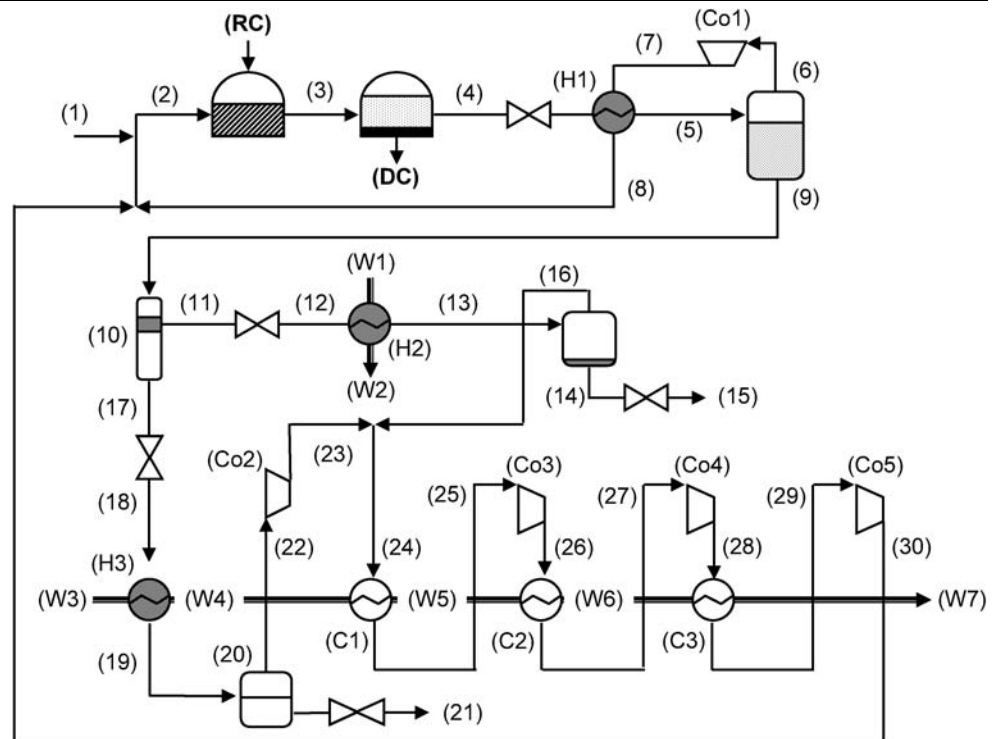 (RC)
(Co1)
(7)
(1)
(2)
(3)
(4)
(H1)
(6)
(5)
(DC)
(8)
(9)
(W1)
(16)
(11)
(12)
(13)
(10)
(H2)
(W2)
(14)
(15)
(17)
(Co2)
(23)
(Co3)
(Co4)
(Co5)
(18)
(25)
(27)
(29)
(22)
(24)
(26)
(28)
(30)
(H3)
(W3)
(W4)
(W5)
(W6)
(W7)
(C1)
(C2)
(C3)
(19)
(20)
(21)